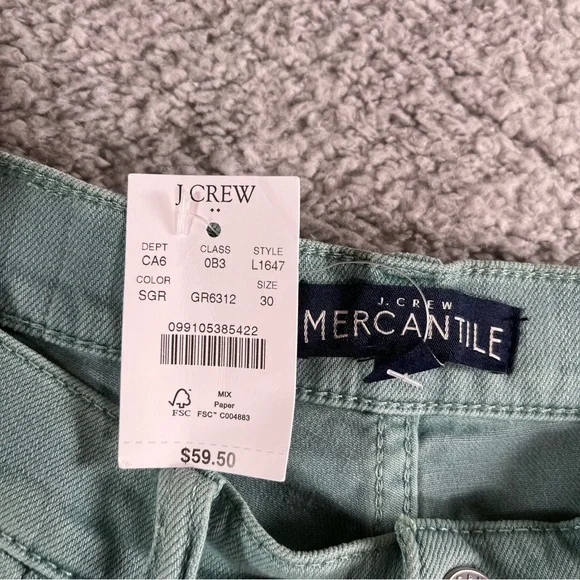 J.CREW
DEPT CLASS STYLE
CA6 0B3 L1647
COLOR SIZE
SGR GR6312 30
099105385422
MIX
Paper
FSC
FSC™ C004883
$59.50
J. CREW
MERCANTILE